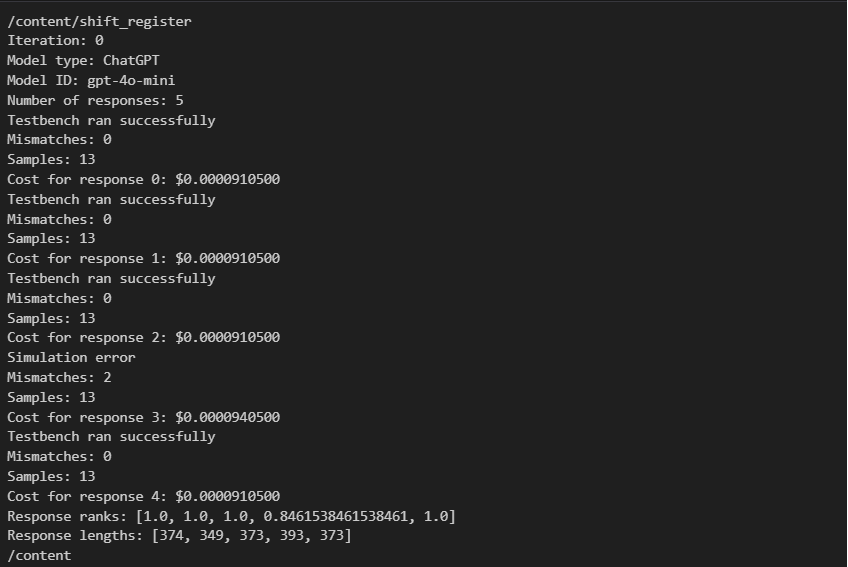 /content/shift_register
Iteration: 0
Model type: ChatGPT
Model ID: gpt-4o-mini
Number of responses: 5
Testbench ran successfully
Mismatches: 0
Samples: 13
Cost for response 0: $0.0000910500
Testbench ran successfully
Mismatches: 0
Samples: 13
Cost for response 1: $0.0000910500
Testbench ran successfully
Mismatches: 0
Samples: 13
Cost for response 2: $0.0000910500
Simulation error
Mismatches: 2
Samples: 13
Cost for response 3: $0.0000940500
Testbench ran successfully
Mismatches: 0
Samples: 13
Cost for response 4: $0.0000910500
Response ranks: [1.0, 1.0, 1.0, 0.8461538461538461, 1.0]
Response lengths: [374, 349, 373, 393, 373]
/content